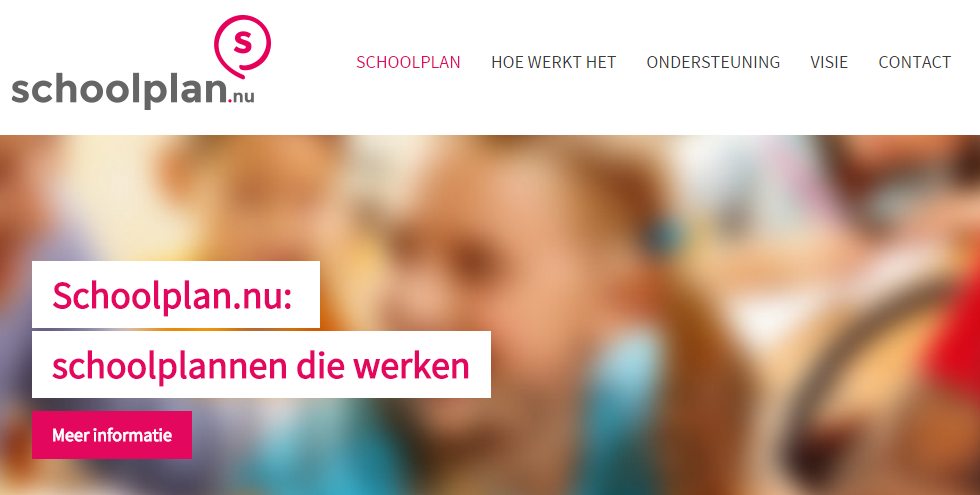 S
schoolplan.nu
SCHOOLPLAN HOE WERKT HET ONDERSTEUNING VISIE CONTACT
Schoolplan.nu:
schoolplannen die werken
Meer informatie